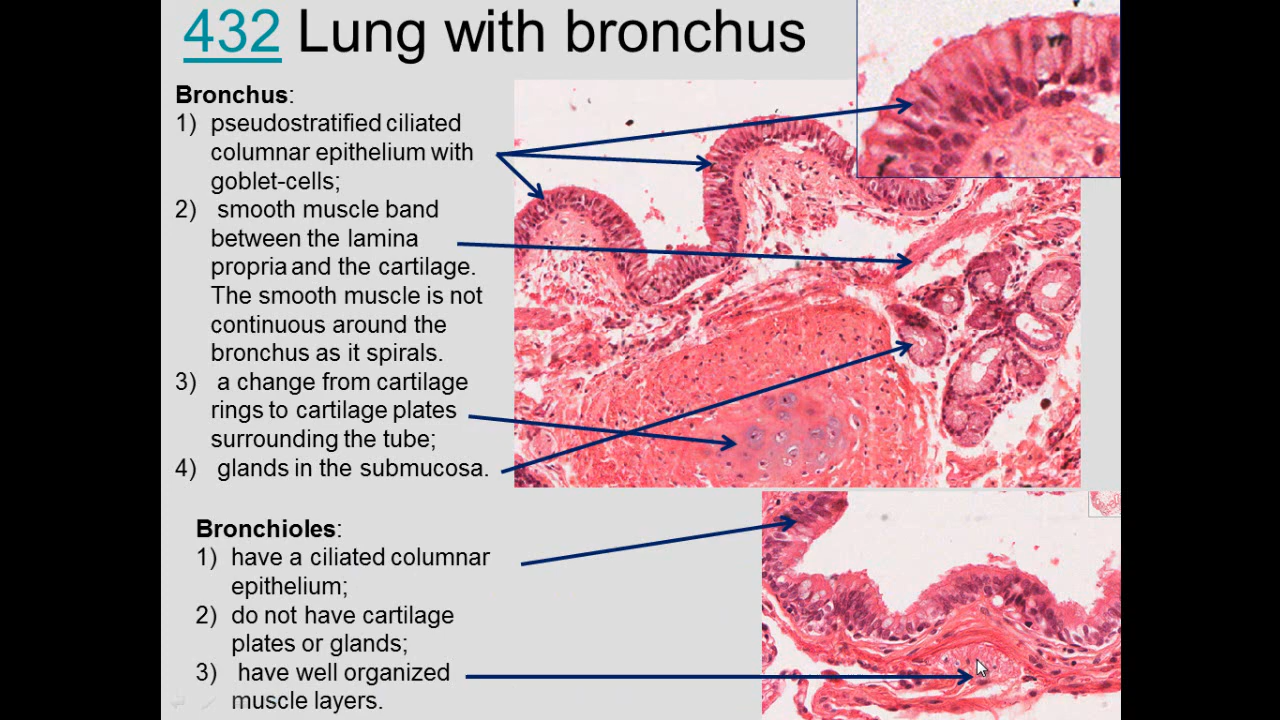 432 Lung with bronchus
Bronchus:
1) pseudostratified ciliated
columnar epithelium with
goblet-cells;
2) smooth muscle band
between the lamina
propria and the cartilage.
The smooth muscle is not
continuous around the
bronchus as it spirals.
3) a change from cartilage
rings to cartilage plates
surrounding the tube;
4) glands in the submucosa.
Bronchioles:
1) have a ciliated columnar
epithelium;
2) do not have cartilage
plates or glands;
3) have well organized
muscle layers.